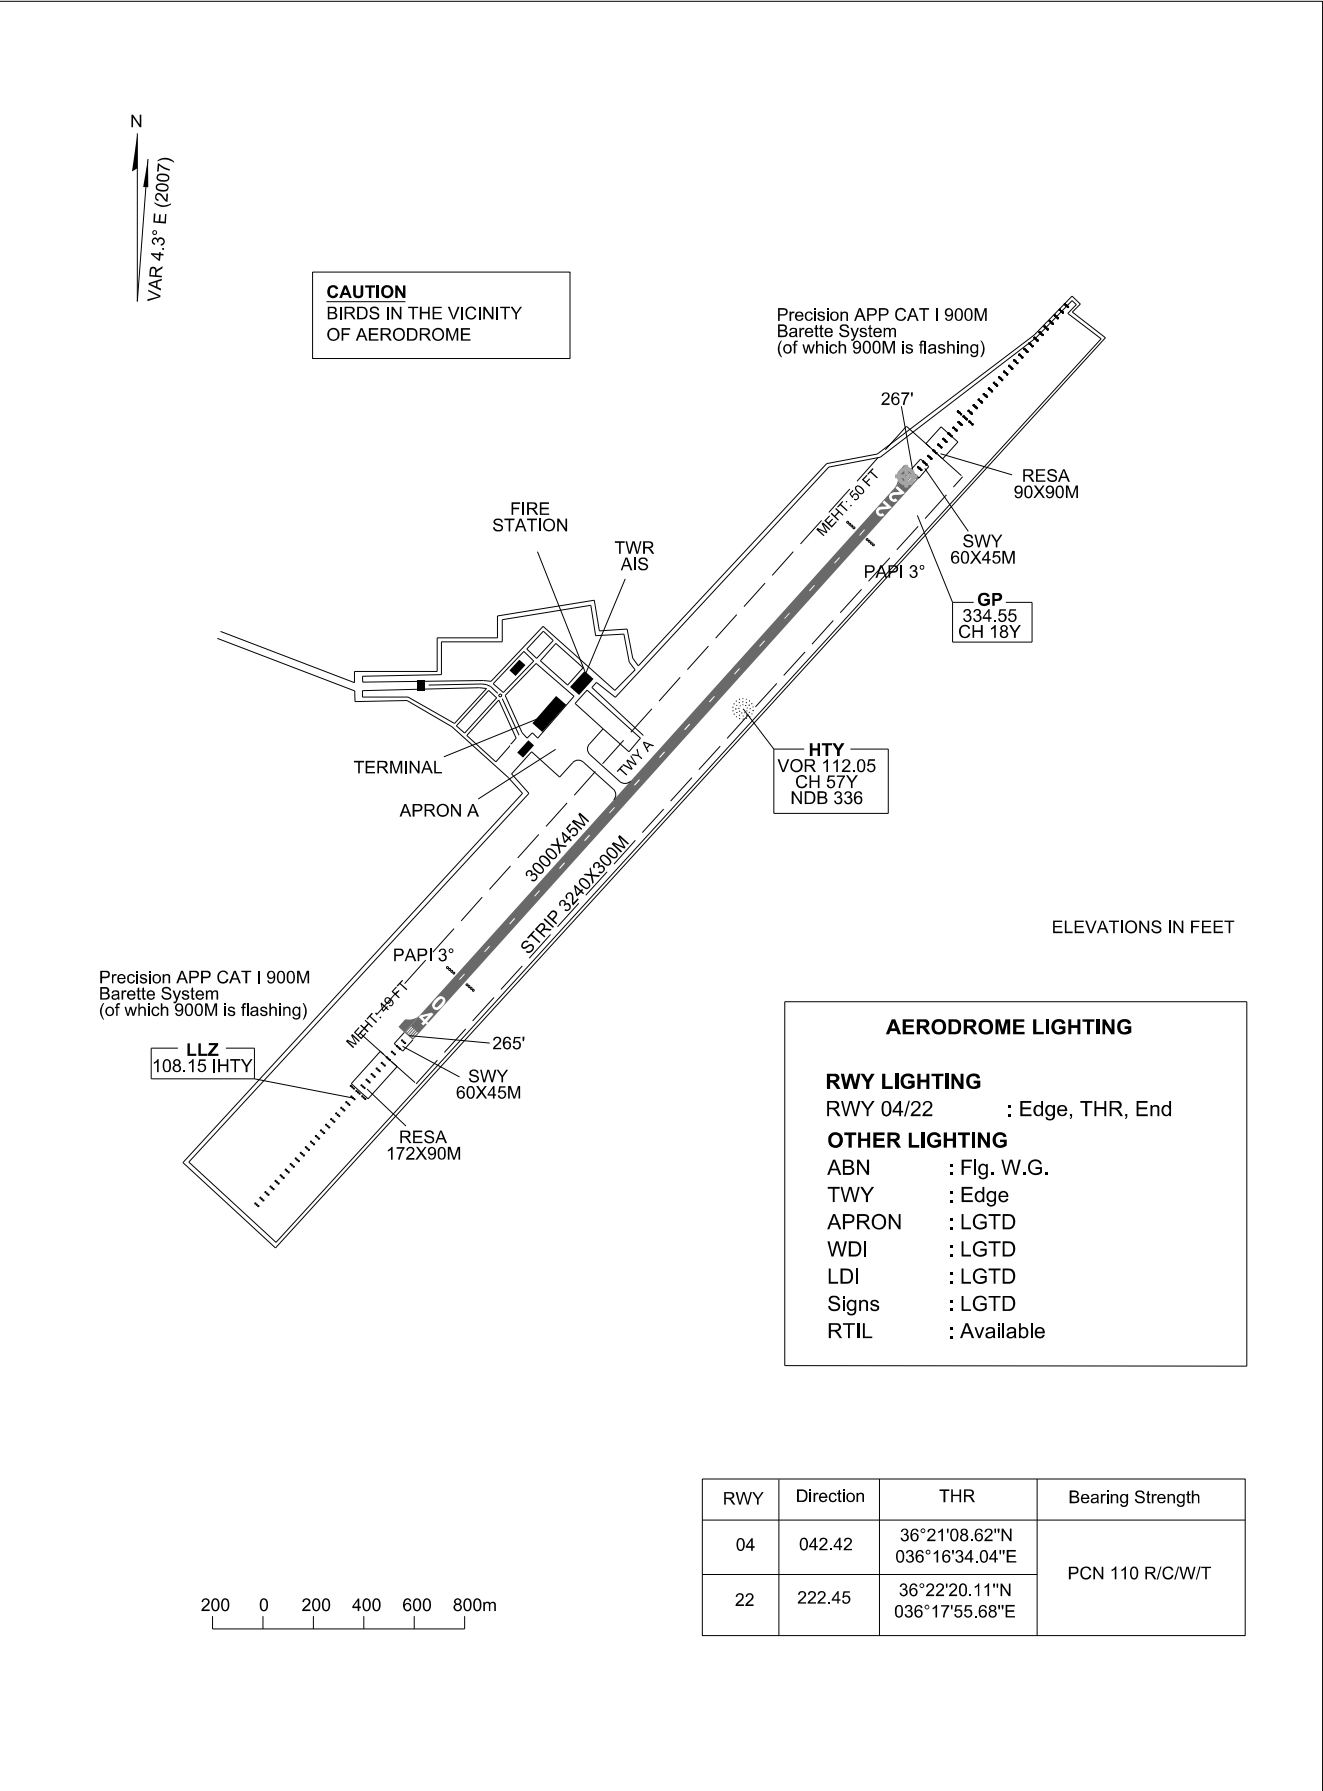 N
VAR 4.3° E (2007)
CAUTION
BIRDS IN THE VICINITY
OF AERODROME
Precision APP CAT I 900M
Barette System
(of which 900M is flashing)
267'
RESA
90X90M
MEHT: 50 FT
22
SWY
60X45M
PAPI 3°
GP
334.55
CH 18Y
FIRE
STATION
TWR
AIS
TERMINAL
APRON A
TWY A
HTY
VOR 112.05
CH 57Y
NDB 336
3000X45M
STRIP 3240X300M
ELEVATIONS IN FEET
PAPI 3°
Precision APP CAT I 900M
Barette System
(of which 900M is flashing)
MEHT: 49 FT
04
265'
LLZ
108.15 IHTY
SWY
60X45M
RESA
172X90M
AERODROME LIGHTING
RWY LIGHTING
RWY 04/22 : Edge, THR, End
OTHER LIGHTING
ABN : Flg. W.G.
TWY : Edge
APRON : LGTD
WDI : LGTD
LDI : LGTD
Signs : LGTD
RTIL : Available
RWY Direction THR Bearing Strength
04 042.42 36°21'08.62"N
036°16'34.04"E
PCN 110 R/C/W/T
22 222.45 36°22'20.11"N
036°17'55.68"E
200 0 200 400 600 800m